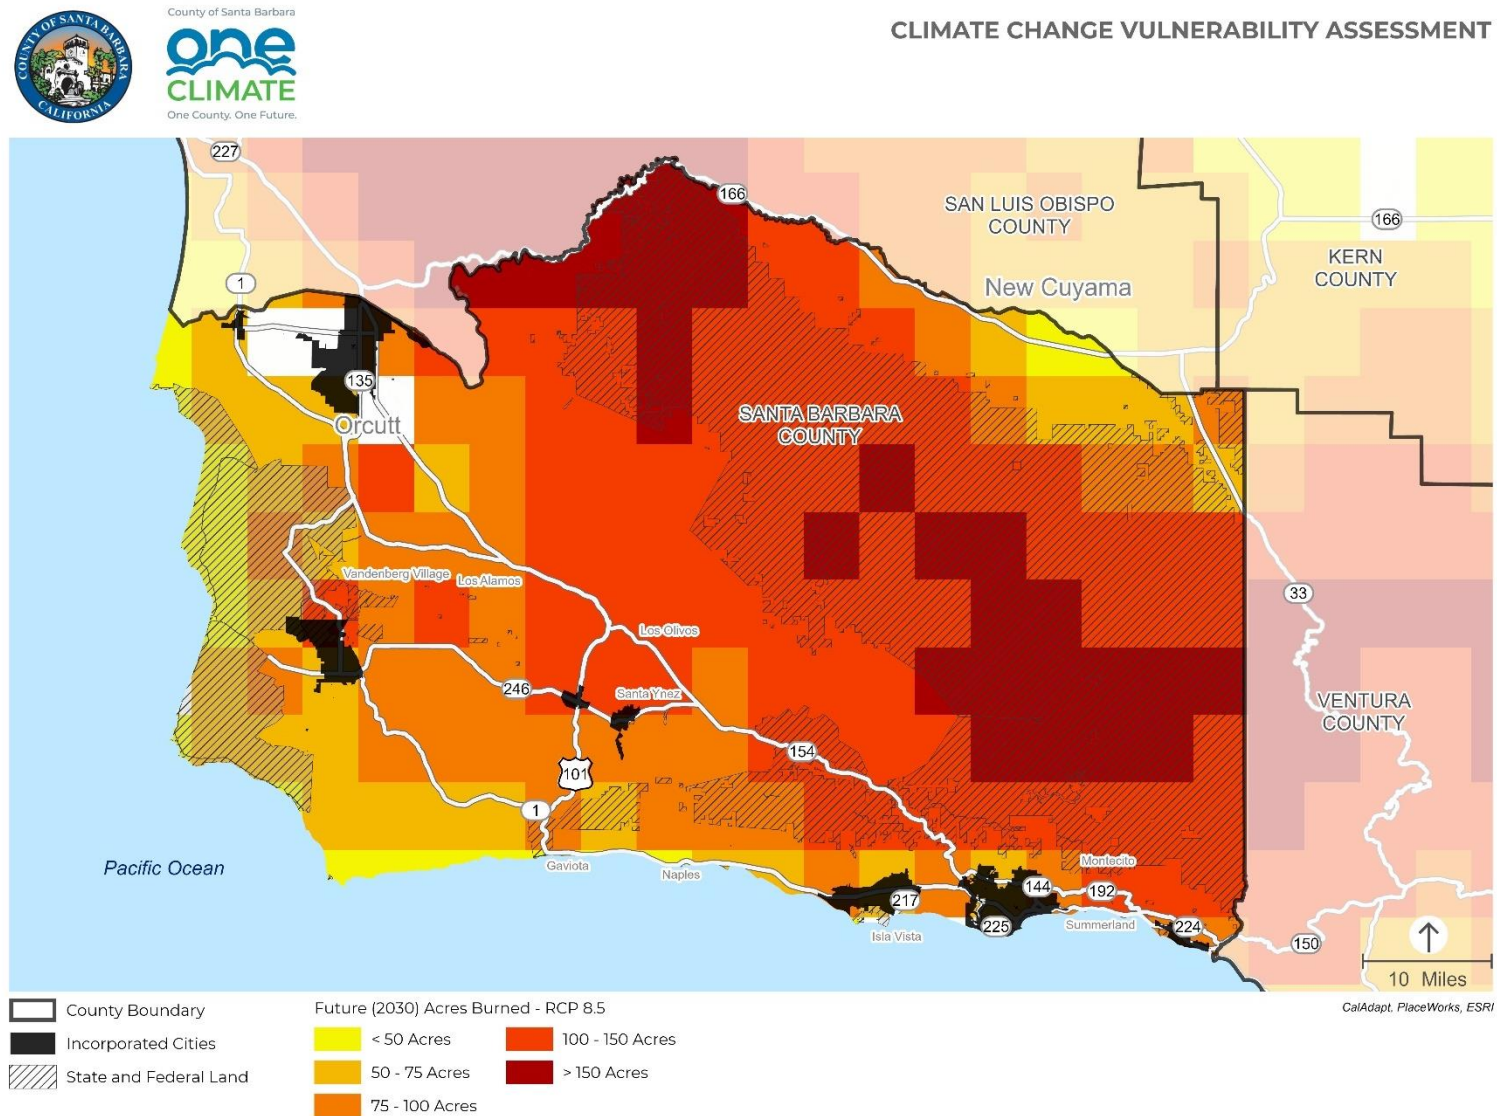 COUNTY OF SANTA BARBARA
CALIFORNIA
County of Santa Barbara
one
CLIMATE
One County. One Future.
CLIMATE CHANGE VULNERABILITY ASSESSMENT
227
166
SAN LUIS OBISPO
COUNTY
166
KERN
COUNTY
1
New Cuyama
135
Orcutt
SANTA BARBARA
COUNTY
Vandenberg Village
Los Alamos
33
Los Olivos
246
Santa Ynez
VENTURA
COUNTY
154
101
1
Pacific Ocean
Gaviota
Naples
Montecito
144
192
217
225
Isla Vista
Summerland
224
150
10 Miles
County Boundary
Incorporated Cities
State and Federal Land
Future (2030) Acres Burned - RCP 8.5
< 50 Acres
50 - 75 Acres
75 - 100 Acres
100 - 150 Acres
> 150 Acres
CalAdapt, PlaceWorks, ESRI